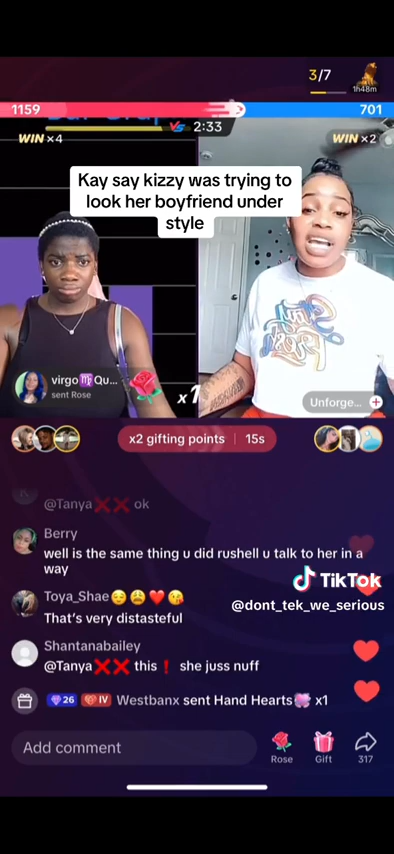 3/7
1h48m
1159
701
VS 2:33
WIN ×4
WIN ×2
Kay say kizzy was trying to
look her boyfriend under
style
virgo♍Qu...
sent Rose
x1
Unforge...
x2 gifting points | 15s
@Tanya❌❌ ok
Berry
well is the same thing u did rushell u talk to her in a
way
TikTok
@dont_tek_we_serious
Toya_Shae😌😩❤️😘
That's very distasteful
Shantanabailey
@Tanya❌❌ this❗ she juss nuff
26 IV Westbanx sent Hand Hearts x1
Add comment
Rose
Gift
317